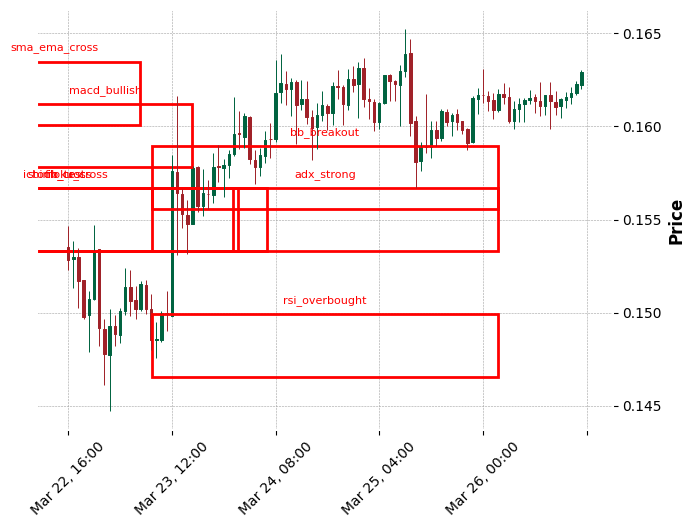 sma_ema_cross
0.165
macd_bullish
0.160
bb_breakout
adx_strong
0.155
Price
rsi_overbought
0.150
0.145
Mar 22, 16:00
Mar 23, 12:00
Mar 24, 08:00
Mar 25, 04:00
Mar 26, 00:00